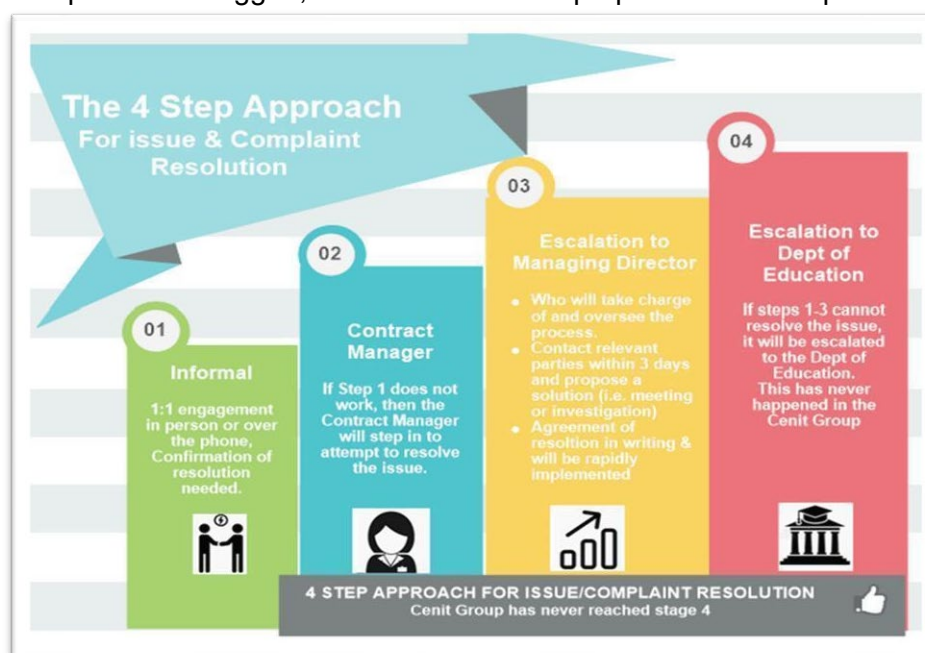 The 4 Step Approach
For issue & Complaint
Resolution
01
Informal
1:1 engagement
in person or over
the phone,
Confirmation of
resolution
needed.
02
Contract
Manager
If Step 1 does not
work, then the
Contract Manager
will step in to
attempt to resolve
the issue.
03
Escalation to
Managing Director
• Who will take charge
of and oversee the
process.
• Contact relevant
parties within 3 days
and propose a
solution (i.e. meeting
or investigation)
• Agreement of
resoltion in writing &
will be rapidly
implemented
04
Escalation to
Dept of
Education
If steps 1-3 cannot
resolve the issue,
it will be escalated
to the Dept of
Education.
This has never
happened in the
Cenit Group
4 STEP APPROACH FOR ISSUE/COMPLAINT RESOLUTION
Cenit Group has never reached stage 4